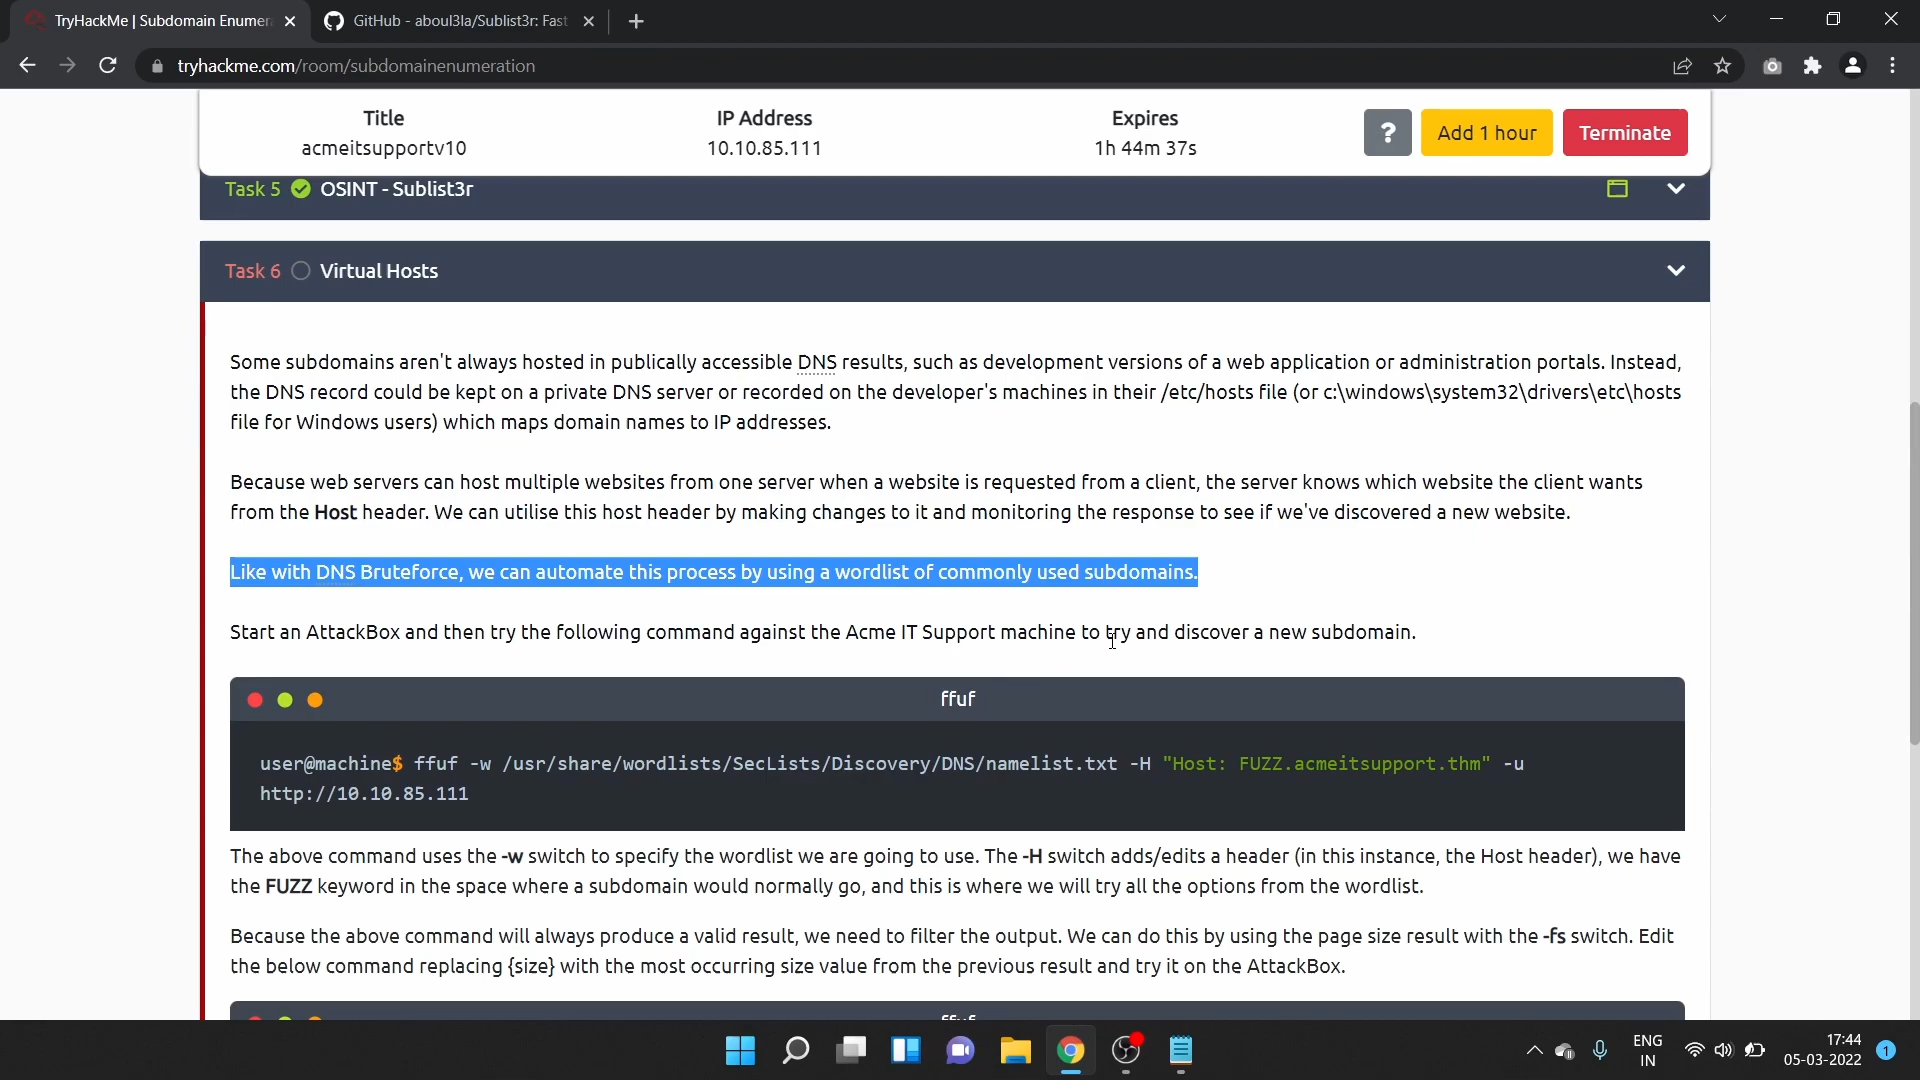 TryHackMe | Subdomain Enumer
GitHub - aboul3la/Sublist3r: Fast
tryhackme.com/room/subdomainenumeration
Title
IP Address
Expires
acmeitsupportv10
10.10.85.111
1h 44m 37s
?
Add 1 hour
Terminate
Task 5 OSINT - Sublist3r
Task 6 Virtual Hosts
Some subdomains aren't always hosted in publically accessible DNS results, such as development versions of a web application or administration portals. Instead,
the DNS record could be kept on a private DNS server or recorded on the developer's machines in their /etc/hosts file (or c:\windows\system32\drivers\etc\hosts
file for Windows users) which maps domain names to IP addresses.
Because web servers can host multiple websites from one server when a website is requested from a client, the server knows which website the client wants
from the Host header. We can utilise this host header by making changes to it and monitoring the response to see if we've discovered a new website.
Like with DNS Bruteforce, we can automate this process by using a wordlist of commonly used subdomains.
Start an AttackBox and then try the following command against the Acme IT Support machine to try and discover a new subdomain.
ffuf
user@machine$ ffuf -w /usr/share/wordlists/SecLists/Discovery/DNS/namelist.txt -H "Host: FUZZ.acmeitsupport.thm" -u
http://10.10.85.111
The above command uses the -w switch to specify the wordlist we are going to use. The -H switch adds/edits a header (in this instance, the Host header), we have
the FUZZ keyword in the space where a subdomain would normally go, and this is where we will try all the options from the wordlist.
Because the above command will always produce a valid result, we need to filter the output. We can do this by using the page size result with the -fs switch. Edit
the below command replacing {size} with the most occurring size value from the previous result and try it on the AttackBox.
ffuf
ENG
IN
17:44
05-03-2022
1